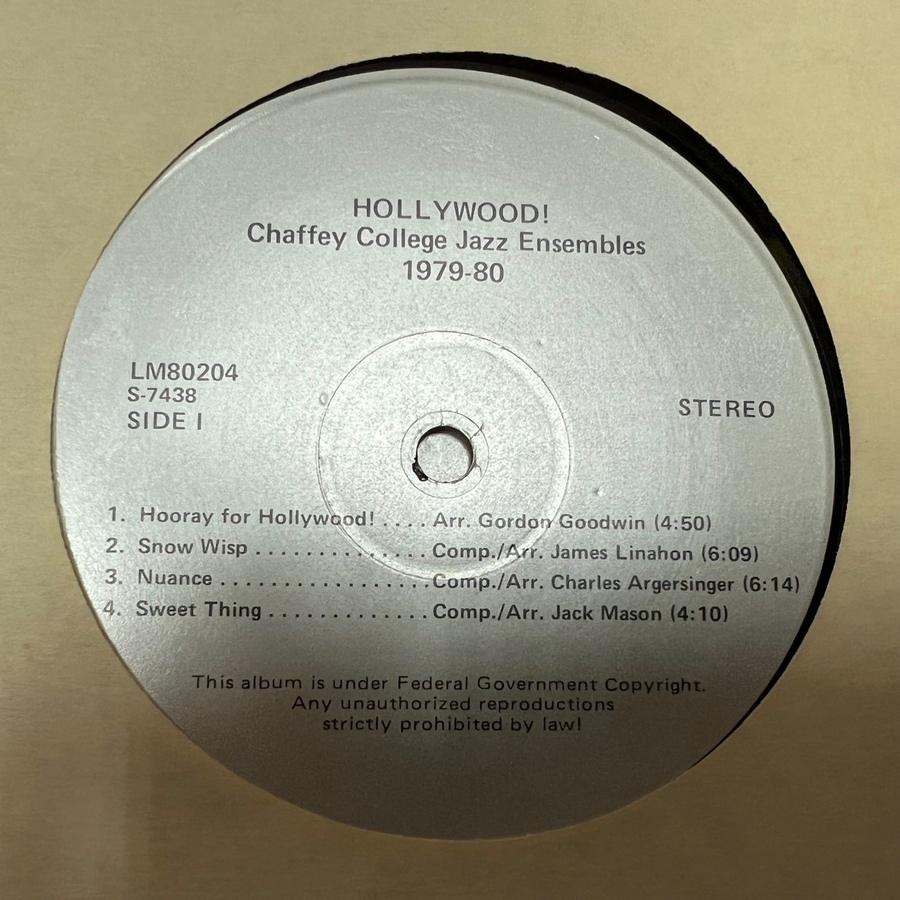 HOLLYWOOD!
Chaffey College Jazz Ensembles
1979-80
LM80204
S-7438
SIDE I
STEREO
1. Hooray for Hollywood! .... Arr. Gordon Goodwin (4:50)
2. Snow Wisp .............. Comp./Arr. James Linahon (6:09)
3. Nuance .................. Comp./Arr. Charles Argersinger (6:14)
4. Sweet Thing ............. Comp./Arr. Jack Mason (4:10)
This album is under Federal Government Copyright.
Any unauthorized reproductions
strictly prohibited by law!